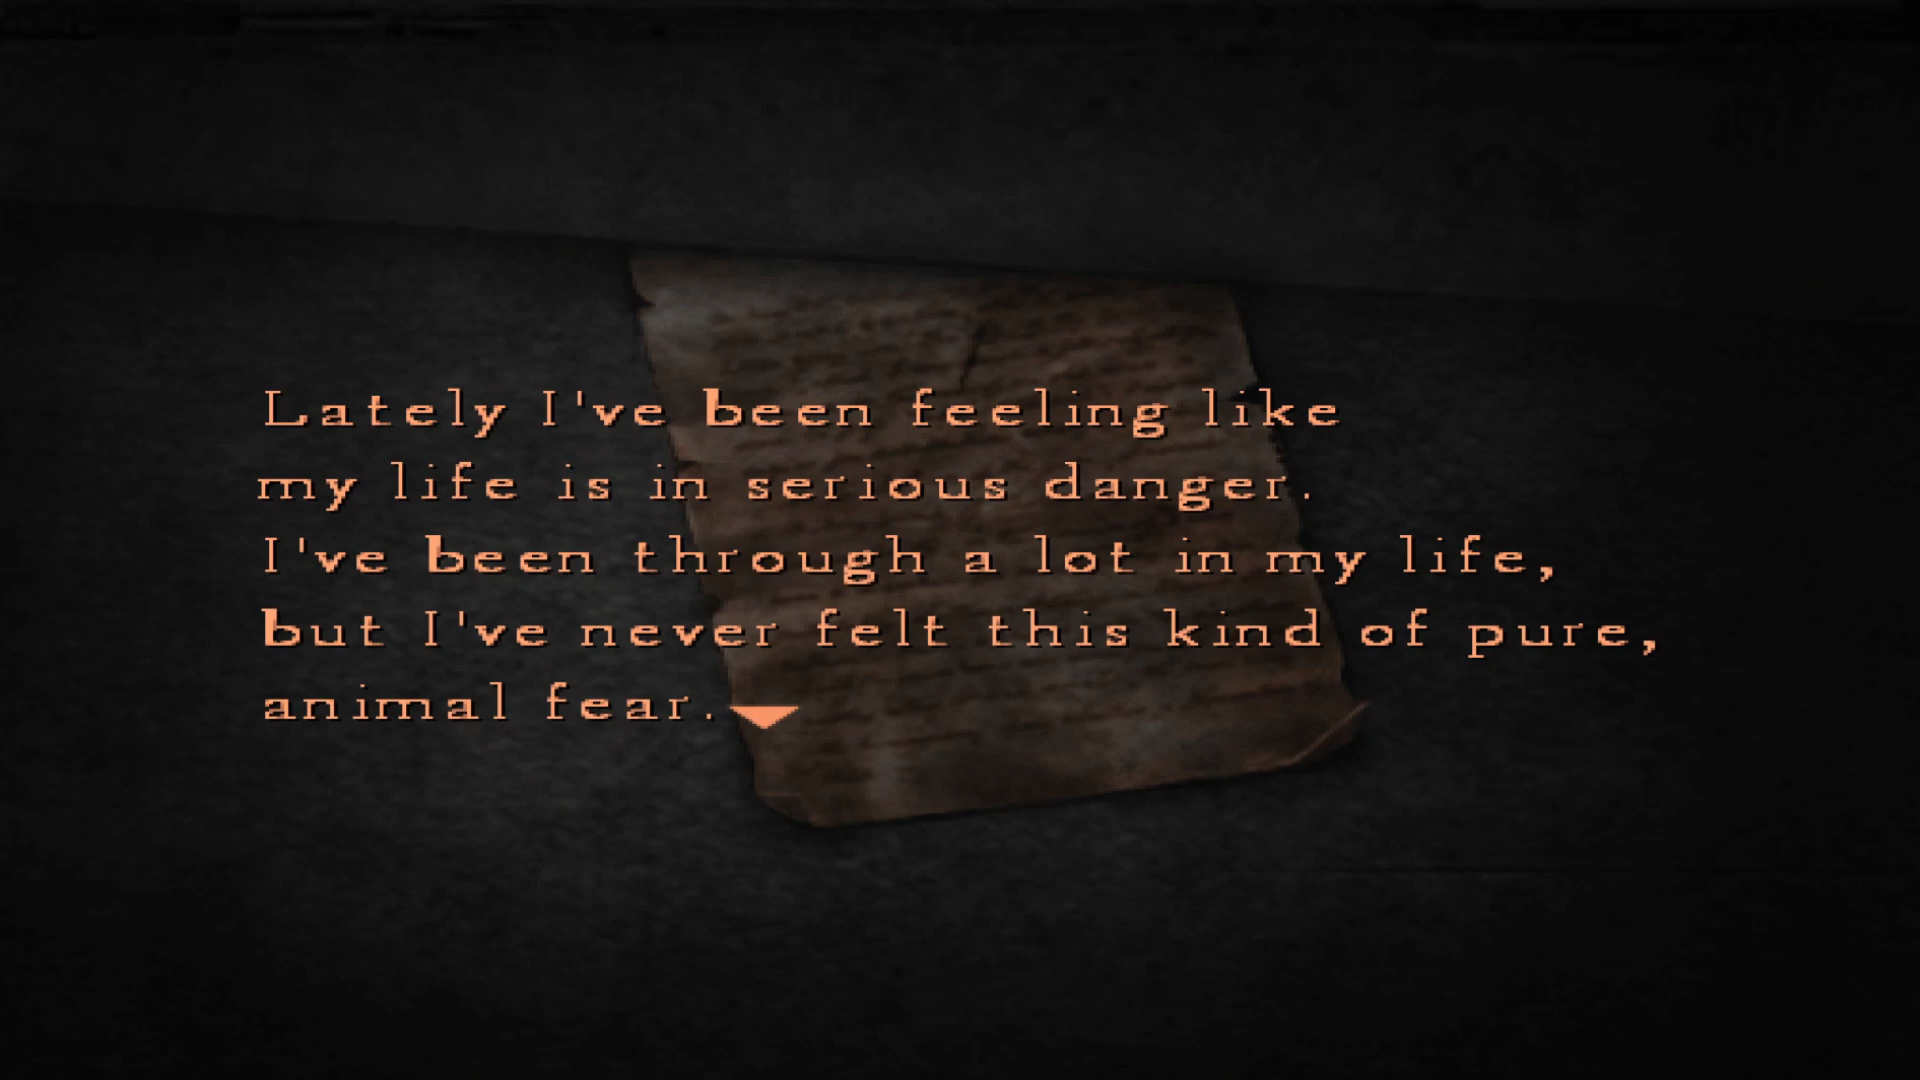 Lately I've been feeling like
my life is in serious danger.
I've been through a lot in my life,
but I've never felt this kind of pure,
animal fear.